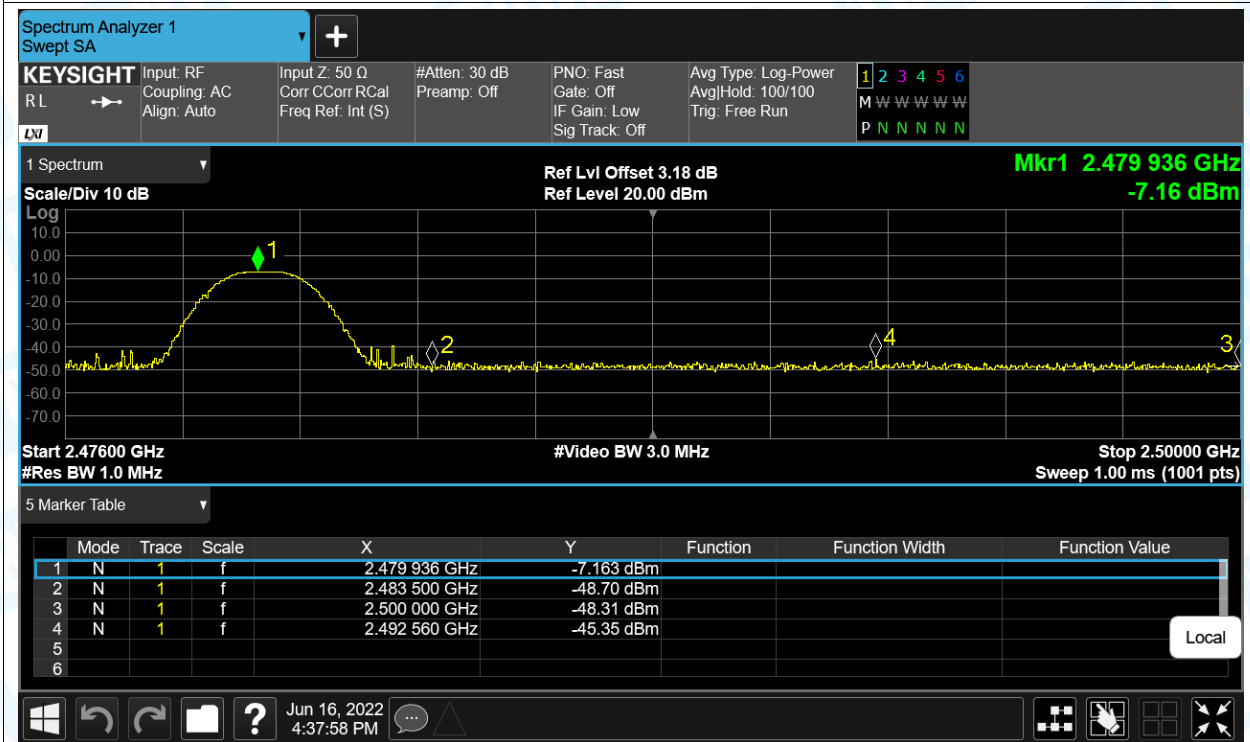 Spectrum Analyzer 1
Swept SA
KEYSIGHT
R L
LXI
Input: RF
Coupling: AC
Align: Auto
Input Z: 50 Ω
Corr CCorr RCal
Freq Ref: Int (S)
#Atten: 30 dB
Preamp: Off
PNO: Fast
Gate: Off
IF Gain: Low
Sig Track: Off
Avg Type: Log-Power
Avg|Hold: 100/100
Trig: Free Run
1 2 3 4 5 6
M W W W W W
P N N N N N
1 Spectrum
Scale/Div 10 dB
Ref Lvl Offset 3.18 dB
Ref Level 20.00 dBm
Mkr1 2.479 936 GHz
-7.16 dBm
Log
10.0
0.00
-10.0
-20.0
-30.0
-40.0
-50.0
-60.0
-70.0
1
2
4
3
Start 2.47600 GHz
#Video BW 3.0 MHz
Stop 2.50000 GHz
#Res BW 1.0 MHz
Sweep 1.00 ms (1001 pts)
5 Marker Table
Mode Trace Scale X Y Function Function Width Function Value
1 N 1 f 2.479 936 GHz -7.163 dBm
2 N 1 f 2.483 500 GHz -48.70 dBm
3 N 1 f 2.500 000 GHz -48.31 dBm
4 N 1 f 2.492 560 GHz -45.35 dBm
5
6
Local
?
Jun 16, 2022
4:37:58 PM